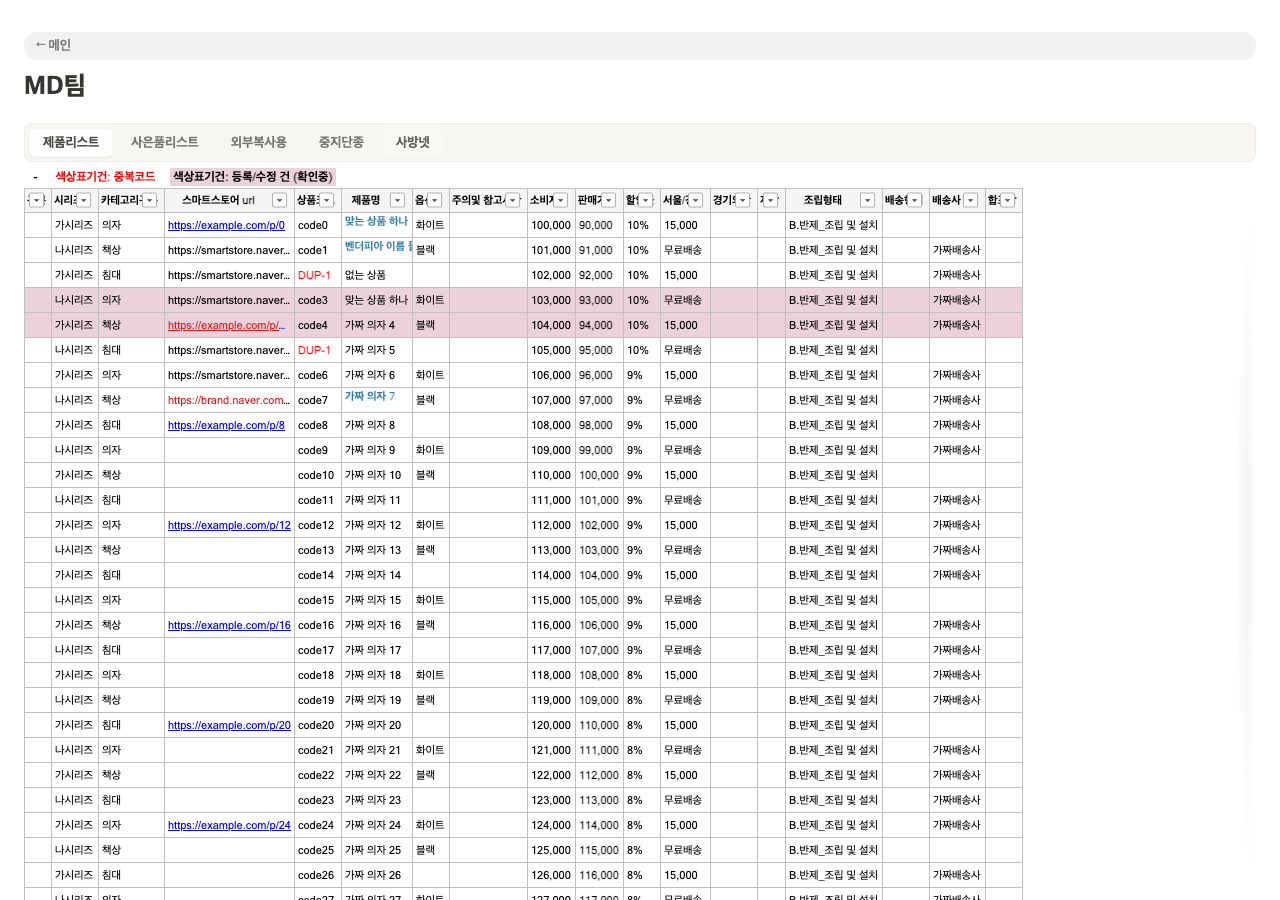 ← 메인
MD팀
제품리스트 사은품리스트 외부복사용 중지단종 사방넷
- 색상표기건: 중복코드 색상표기건: 등록/수정 건 (확인중)
시리즈 카테고리 스마트스토어 url 상품 제품명 옵 주의및 참고 소비자 판매 할인 서울/ 경기도 조립형태 배송 배송사 합
가시리즈 의자 https://example.com/p/0 code0 맞는 상품 하나 화이트 100,000 90,000 10% 15,000 B.반제_조립 및 설치
나시리즈 책상 https://smartstore.naver... code1 벤더피아 이름 블랙 101,000 91,000 10% 무료배송 B.반제_조립 및 설치 가짜배송사
가시리즈 침대 https://smartstore.naver... DUP-1 없는 상품 102,000 92,000 10% 15,000 B.반제_조립 및 설치 가짜배송사
나시리즈 의자 https://smartstore.naver... code3 맞는 상품 하나 화이트 103,000 93,000 10% 무료배송 B.반제_조립 및 설치 가짜배송사
가시리즈 책상 https://example.com/p/... code4 가짜 의자 4 블랙 104,000 94,000 10% 15,000 B.반제_조립 및 설치 가짜배송사
나시리즈 침대 https://smartstore.naver... DUP-1 가짜 의자 5 105,000 95,000 10% 무료배송 B.반제_조립 및 설치
가시리즈 의자 https://smartstore.naver... code6 가짜 의자 6 화이트 106,000 96,000 9% 15,000 B.반제_조립 및 설치 가짜배송사
나시리즈 책상 https://brand.naver.com... code7 가짜 의자 7 블랙 107,000 97,000 9% 무료배송 B.반제_조립 및 설치 가짜배송사
가시리즈 침대 https://example.com/p/8 code8 가짜 의자 8 108,000 98,000 9% 15,000 B.반제_조립 및 설치 가짜배송사
나시리즈 의자 code9 가짜 의자 9 화이트 109,000 99,000 9% 무료배송 B.반제_조립 및 설치 가짜배송사
가시리즈 책상 code10 가짜 의자 10 블랙 110,000 100,000 9% 15,000 B.반제_조립 및 설치
나시리즈 침대 code11 가짜 의자 11 111,000 101,000 9% 무료배송 B.반제_조립 및 설치 가짜배송사
가시리즈 의자 https://example.com/p/12 code12 가짜 의자 12 화이트 112,000 102,000 9% 15,000 B.반제_조립 및 설치 가짜배송사
나시리즈 책상 code13 가짜 의자 13 블랙 113,000 103,000 9% 무료배송 B.반제_조립 및 설치 가짜배송사
가시리즈 침대 code14 가짜 의자 14 114,000 104,000 9% 15,000 B.반제_조립 및 설치 가짜배송사
나시리즈 의자 code15 가짜 의자 15 화이트 115,000 105,000 9% 무료배송 B.반제_조립 및 설치
가시리즈 책상 https://example.com/p/16 code16 가짜 의자 16 블랙 116,000 106,000 9% 15,000 B.반제_조립 및 설치 가짜배송사
나시리즈 침대 code17 가짜 의자 17 117,000 107,000 9% 무료배송 B.반제_조립 및 설치 가짜배송사
가시리즈 의자 code18 가짜 의자 18 화이트 118,000 108,000 8% 15,000 B.반제_조립 및 설치 가짜배송사
나시리즈 책상 code19 가짜 의자 19 블랙 119,000 109,000 8% 무료배송 B.반제_조립 및 설치 가짜배송사
가시리즈 침대 https://example.com/p/20 code20 가짜 의자 20 120,000 110,000 8% 15,000 B.반제_조립 및 설치
나시리즈 의자 code21 가짜 의자 21 화이트 121,000 111,000 8% 무료배송 B.반제_조립 및 설치 가짜배송사
가시리즈 책상 code22 가짜 의자 22 블랙 122,000 112,000 8% 15,000 B.반제_조립 및 설치 가짜배송사
나시리즈 침대 code23 가짜 의자 23 123,000 113,000 8% 무료배송 B.반제_조립 및 설치 가짜배송사
가시리즈 의자 https://example.com/p/24 code24 가짜 의자 24 화이트 124,000 114,000 8% 15,000 B.반제_조립 및 설치 가짜배송사
나시리즈 책상 code25 가짜 의자 25 블랙 125,000 115,000 8% 무료배송 B.반제_조립 및 설치
가시리즈 침대 code26 가짜 의자 26 126,000 116,000 8% 15,000 B.반제_조립 및 설치 가짜배송사
나시리즈 의자 code27 가짜 의자 27 화이트 127,000 117,000 8% 무료배송 B.반제_조립 및 설치 가짜배송사